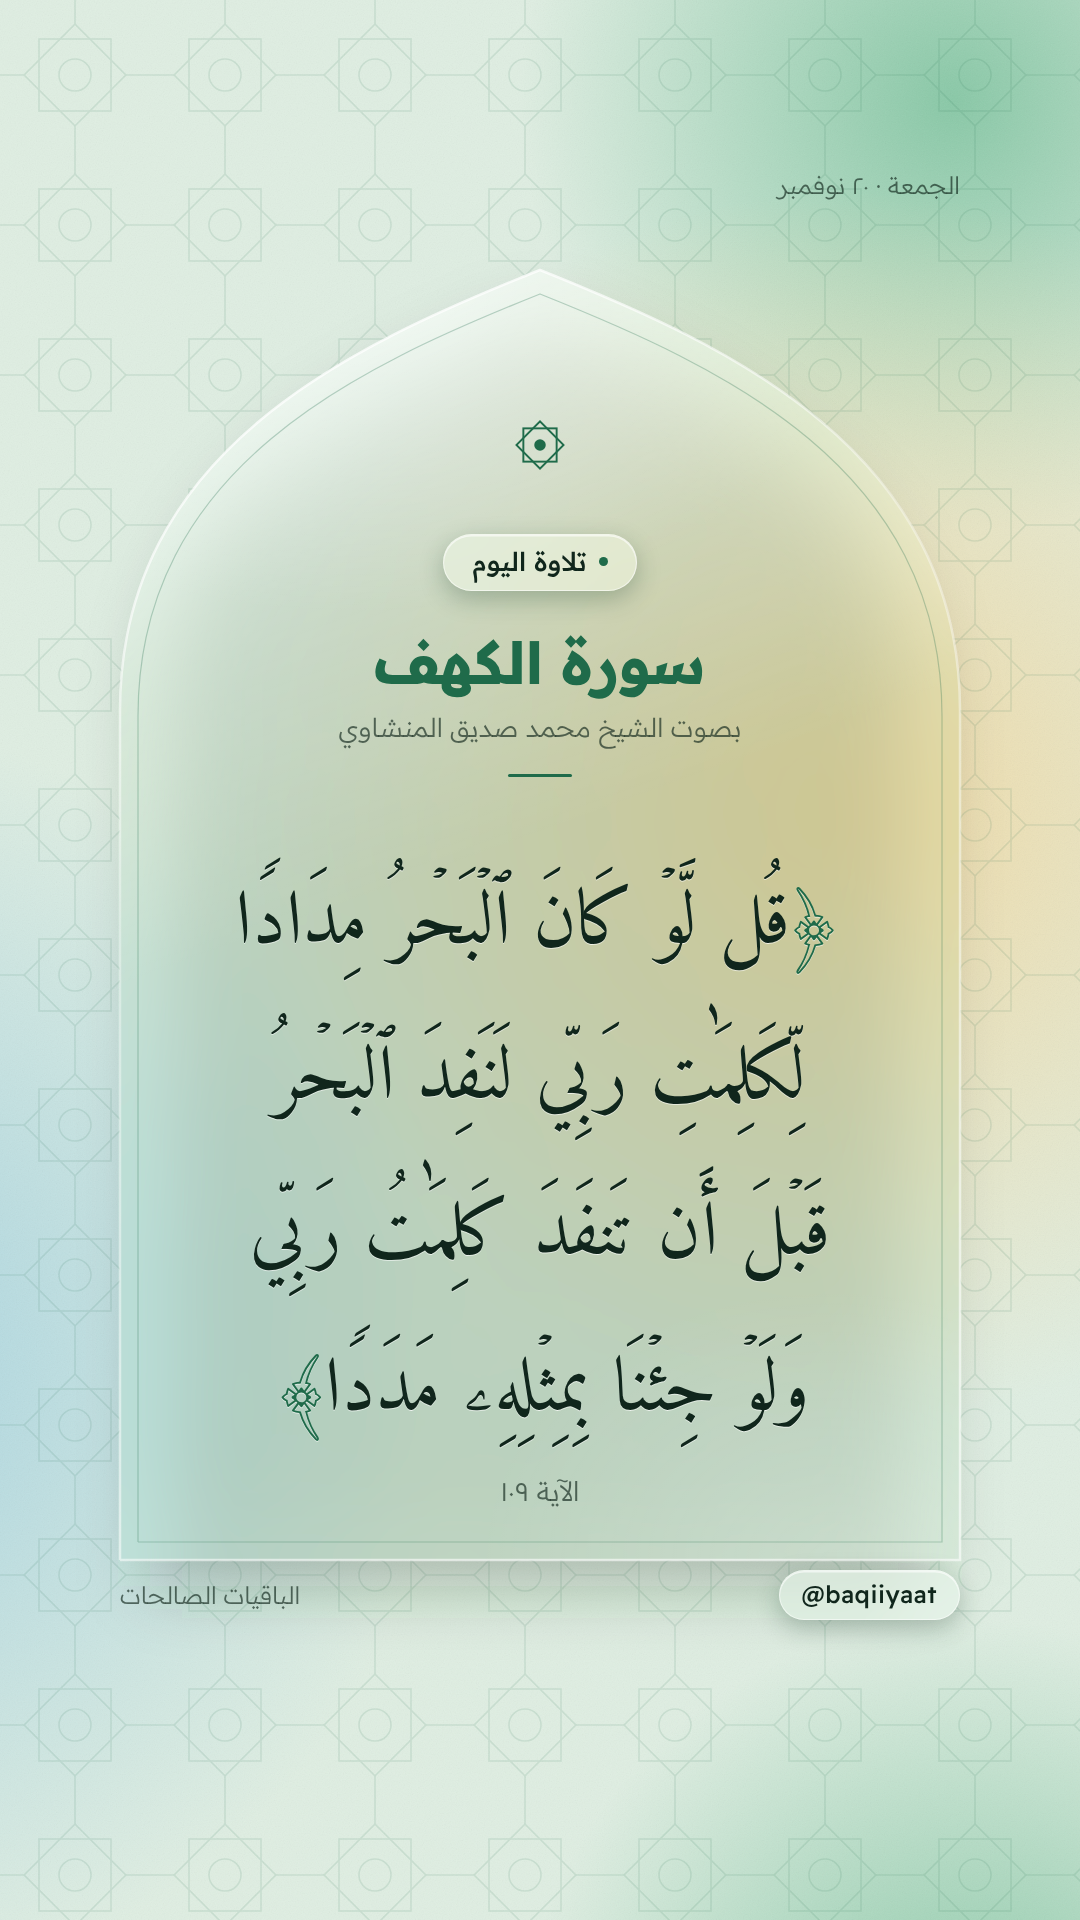 الجمعة · ٢٠٠ نوفمبر
تلاوة اليوم
سورة الكهف
بصوت الشيخ محمد صديق المنشاوي
﴿قُل لَّوۡ كَانَ ٱلۡبَحۡرُ مِدَادٗا
لِّكَلِمَٰتِ رَبِّي لَنَفِدَ ٱلۡبَحۡرُ
قَبۡلَ أَن تَنفَدَ كَلِمَٰتُ رَبِّي
وَلَوۡ جِئۡنَا بِمِثۡلِهِۦ مَدَدٗا﴾
الآية ١٠٩
@baqiiyaat
الباقيات الصالحات